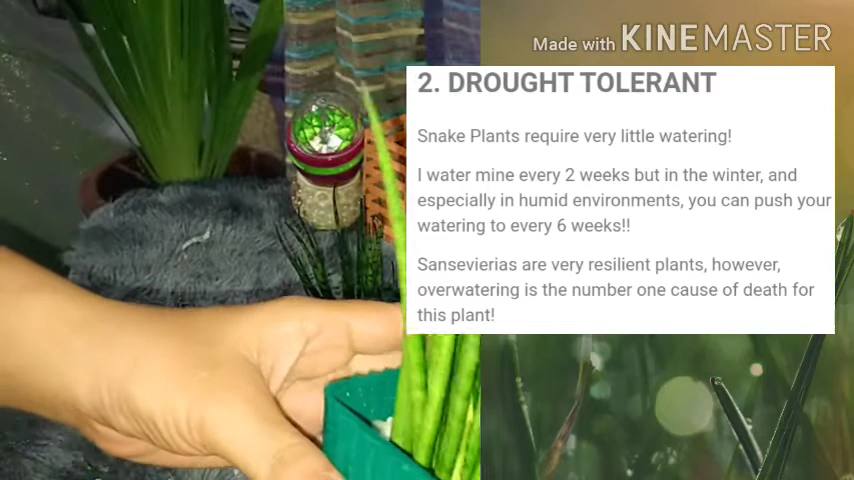 Made with KINEMASTER
2. DROUGHT TOLERANT
Snake Plants require very little watering!
I water mine every 2 weeks but in the winter, and
especially in humid environments, you can push your
watering to every 6 weeks!!
Sansevierias are very resilient plants, however,
overwatering is the number one cause of death for
this plant!